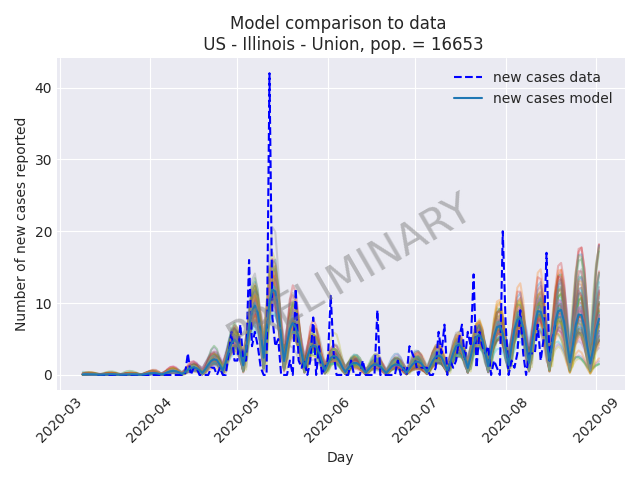 Model comparison to data
US - Illinois - Union, pop. = 16653
new cases data
new cases model
Number of new cases reported
40
30
20
10
0
PRELIMINARY
2020-03
2020-04
2020-05
2020-06
2020-07
2020-08
2020-09
Day